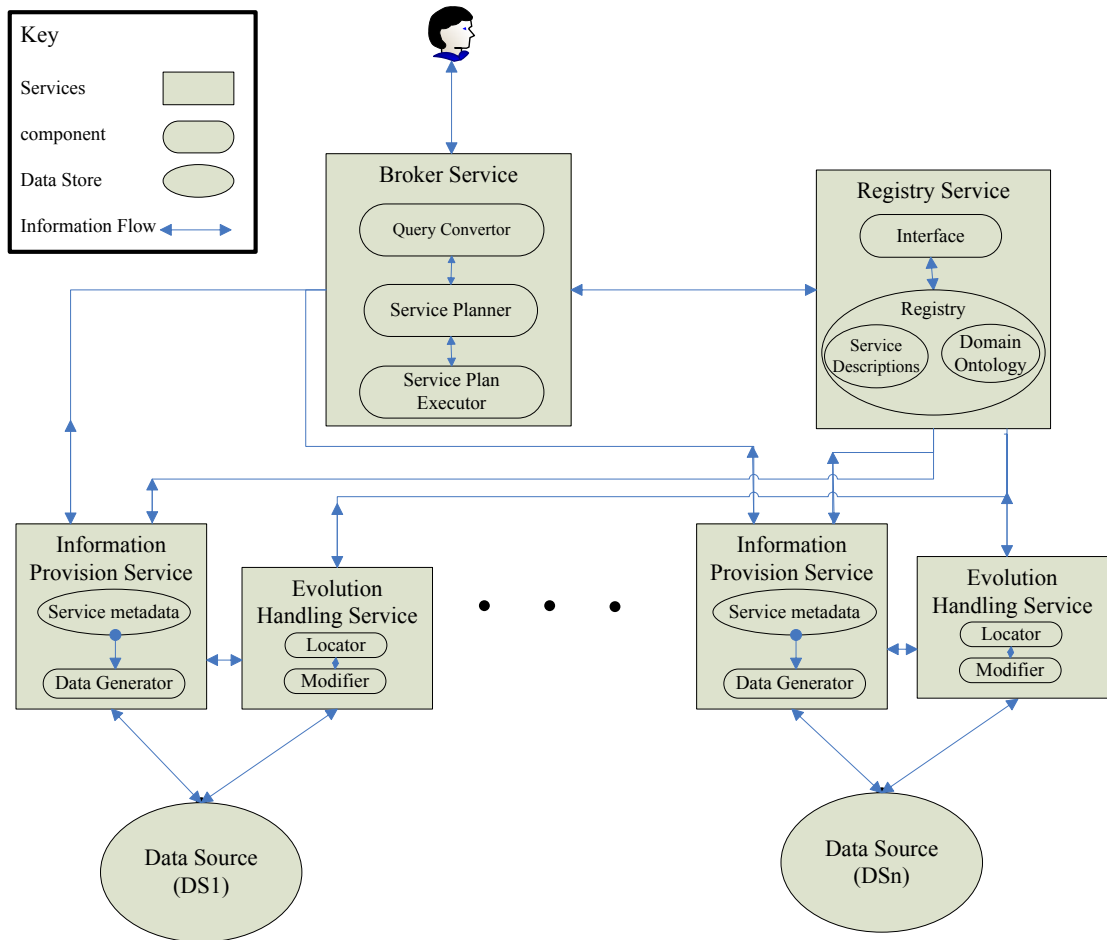 Key
Services
component
Data Store
Information Flow
Broker Service
Query Convertor
Service Planner
Service Plan
Executor
Registry Service
Interface
Registry
Service
Descriptions
Domain
Ontology
Information
Provision Service
Service metadata
Data Generator
Evolution
Handling Service
Locator
Modifier
Information
Provision Service
Service metadata
Data Generator
Evolution
Handling Service
Locator
Modifier
Data Source
(DS1)
Data Source
(DSn)